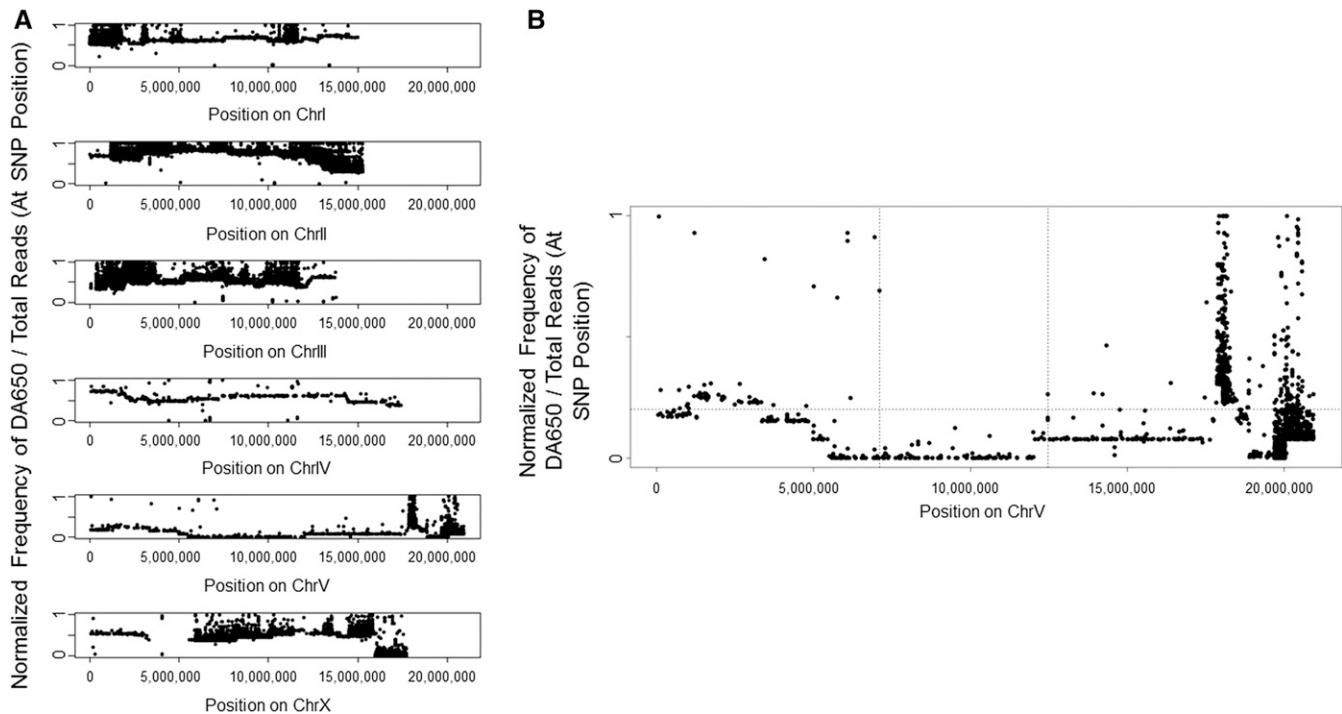 A
Normalized Frequency of DA650 / Total Reads (At SNP Position)
1
0
0 5,000,000 10,000,000 15,000,000 20,000,000
Position on ChrI
1
0
0 5,000,000 10,000,000 15,000,000 20,000,000
Position on ChrII
1
0
0 5,000,000 10,000,000 15,000,000 20,000,000
Position on ChrIII
1
0
0 5,000,000 10,000,000 15,000,000 20,000,000
Position on ChrIV
1
0
0 5,000,000 10,000,000 15,000,000 20,000,000
Position on ChrV
1
0
0 5,000,000 10,000,000 15,000,000 20,000,000
Position on ChrX
B
Normalized Frequency of
DA650 / Total Reads (At
SNP Position)
1
0
0 5,000,000 10,000,000 15,000,000 20,000,000
Position on ChrV